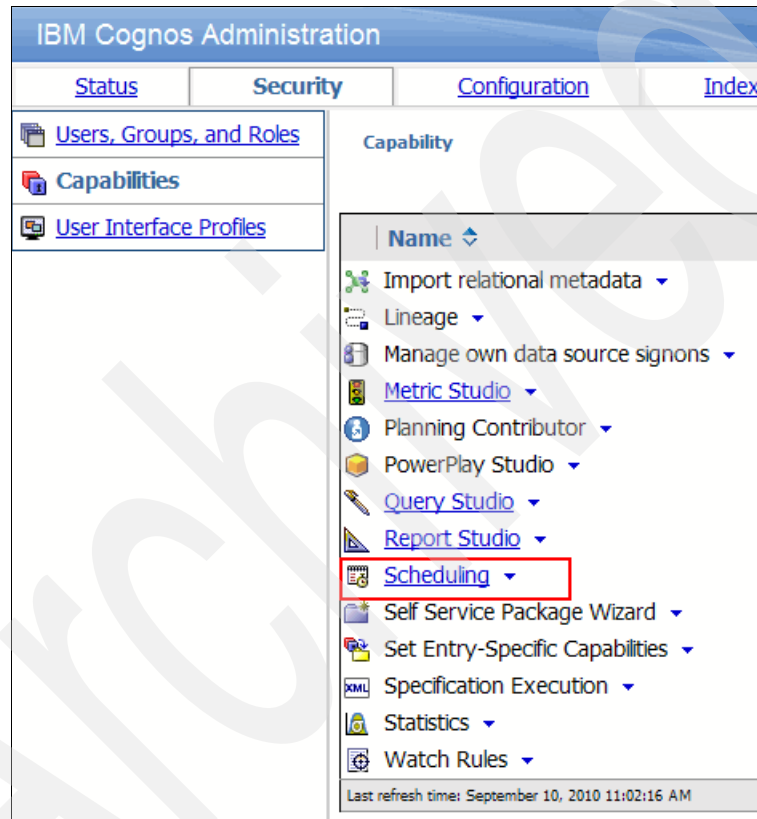 IBM Cognos Administration
Status Security Configuration Index
Users, Groups, and Roles
Capabilities
User Interface Profiles
Capability
Name
Import relational metadata
Lineage
Manage own data source signons
Metric Studio
Planning Contributor
PowerPlay Studio
Query Studio
Report Studio
Scheduling
Self Service Package Wizard
Set Entry-Specific Capabilities
XML Specification Execution
Statistics
Watch Rules
Last refresh time: September 10, 2010 11:02:16 AM
Archived